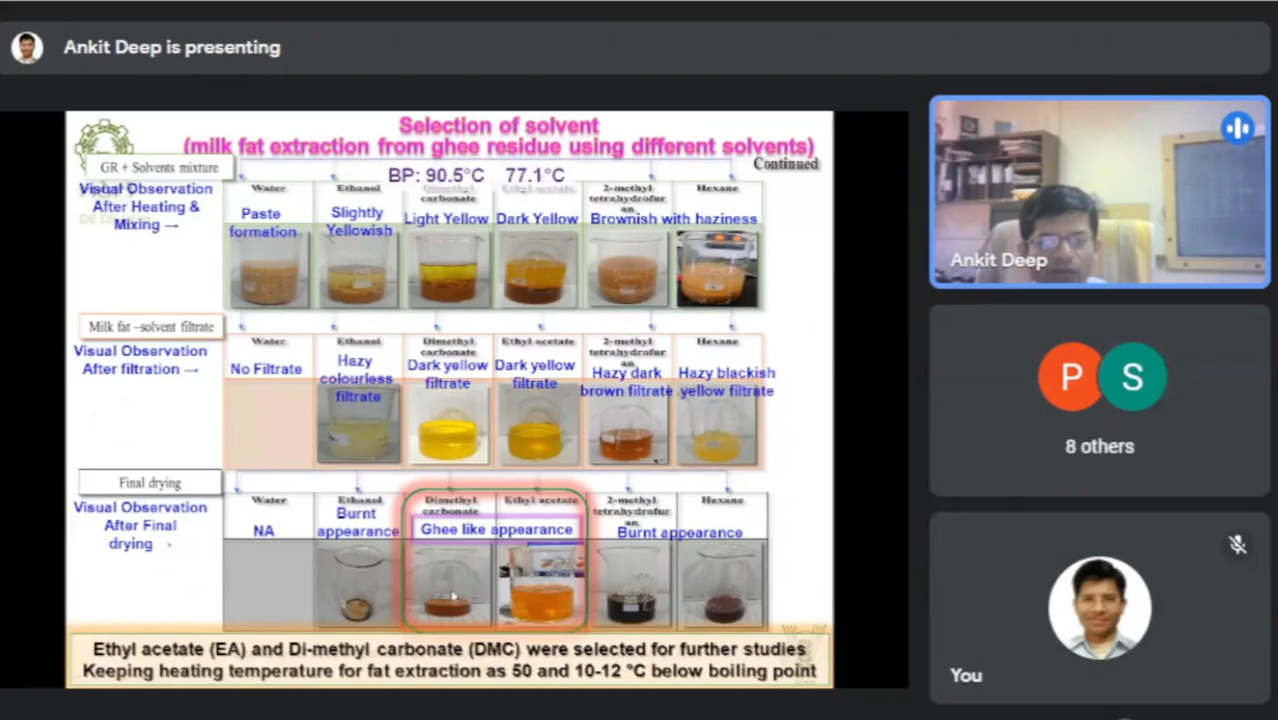 Ankit Deep is presenting
Selection of solvent
(milk fat extraction from ghee residue using different solvents)
Continued
GR + Solvents mixture
BP: 90.5°C 77.1°C
Visual Observation
After Heating &
Mixing →
Water
Ethanol
Dimethyl
carbonate
Ethyl acetate
2-methyl
tetrahydrofur
an
Hexane
Paste
formation
Slightly
Yellowish
Light Yellow
Dark Yellow
Brownish with haziness
Milk fat –solvent filtrate
Visual Observation
After filtration →
Water
Ethanol
Dimethyl
carbonate
Ethyl acetate
2-methyl
tetrahydrofur
an
Hexane
No Filtrate
Hazy
colourless
filtrate
Dark yellow
filtrate
Dark yellow
filtrate
Hazy dark
brown filtrate
Hazy blackish
yellow filtrate
Final drying
Visual Observation
After Final
drying
Water
Ethanol
Dimethyl
carbonate
Ethyl acetate
2-methyl
tetrahydrofur
an
Hexane
NA
Burnt
appearance
Ghee like appearance
Burnt appearance
Ethyl acetate (EA) and Di-methyl carbonate (DMC) were selected for further studies
Keeping heating temperature for fat extraction as 50 and 10-12 °C below boiling point
Ankit Deep
P
S
8 others
You